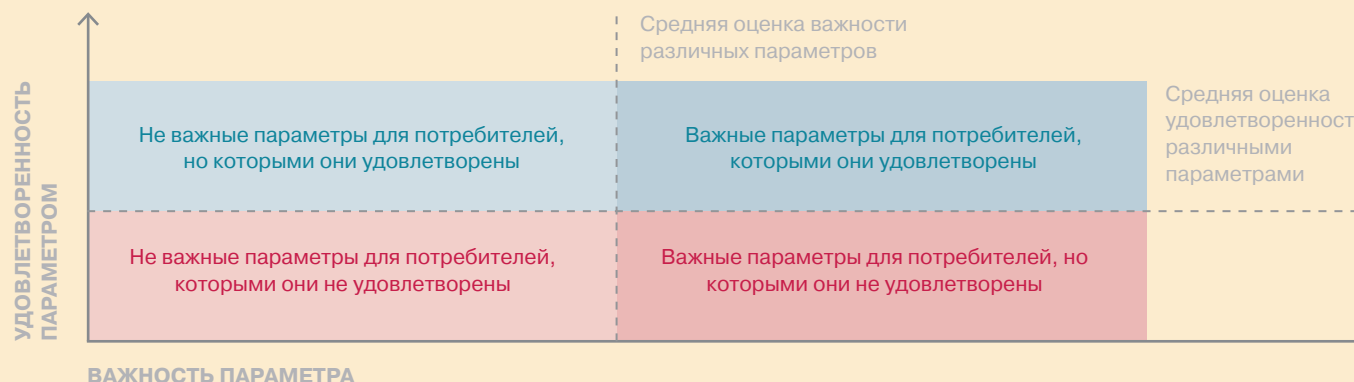 Средняя оценка важности
различных параметров
УДОВЛЕТВОРЕННОСТЬ
ПАРАМЕТРОМ
Не важные параметры для потребителей,
но которыми они удовлетворены
Важные параметры для потребителей,
которыми они удовлетворены
Средняя оценка
удовлетворенност
различными
параметрами
Не важные параметры для потребителей,
которыми они не удовлетворены
Важные параметры для потребителей, но
которыми они не удовлетворены
ВАЖНОСТЬ ПАРАМЕТРА